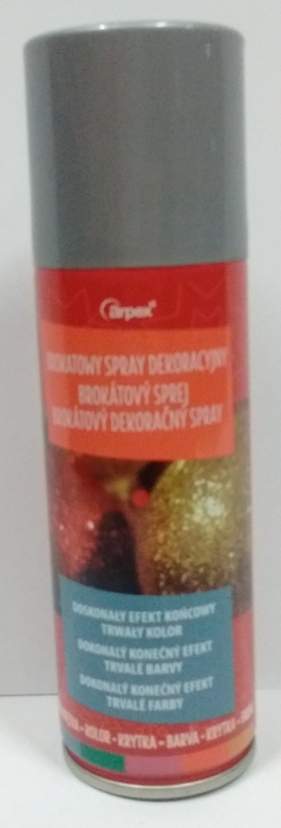 arpex®
BROKATOWY SPRAY DEKORACYJNY
BROKÁTOVÝ SPREJ
BROKÁTOVÝ DEKORAČNÝ SPRAY
DOSKONAŁY EFEKT KOŃCOWY
TRWAŁY KOLOR
DOKONALÝ KONEČNÝ EFEKT
TRVALÉ BARVY
DOKONALÝ KONEČNÝ EFEKT
TRVALÉ FARBY
- KOLOR - KRYTKA - BARVA - KRYTKA -